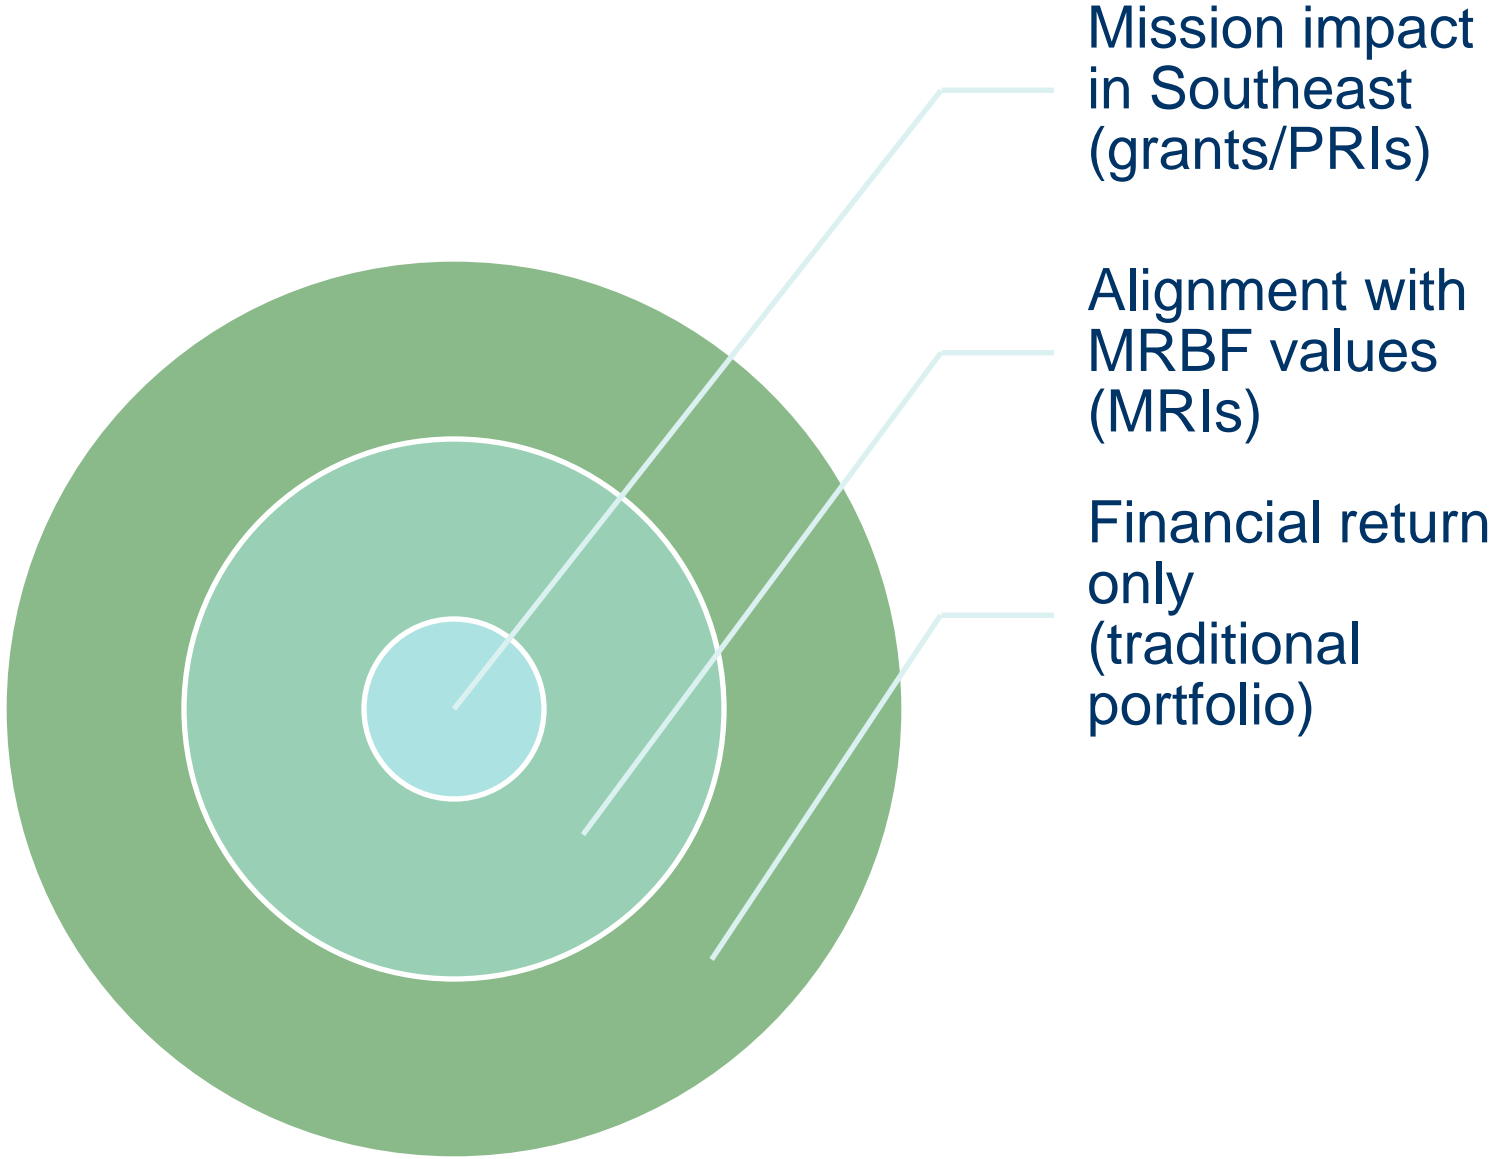 Mission impact
in Southeast
(grants/PRIs)
Alignment with
MRBF values
(MRIs)
Financial return
only
(traditional
portfolio)